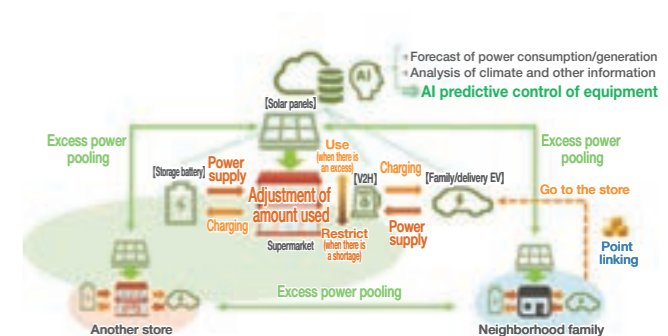 ・Forecast of power consumption/generation
・Analysis of climate and other information
AI predictive control of equipment
AI
[Solar panels]
Excess power
pooling
Use
(when there is
an excess)
Excess power
pooling
[Storage battery]
Power
supply
[V2H]
Charging
[Family/delivery EV]
Adjustment of
amount used
Go to the store
Charging
Supermarket
Restrict
(when there is
a shortage)
Power
supply
Point
linking
Excess power pooling
Another store
Neighborhood family